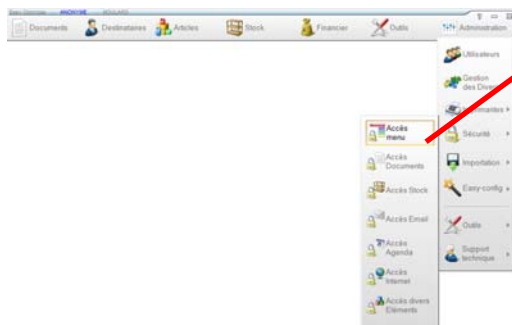 ANONYME
Documents
Destinataires
Articles
Stock
Financier
Outils
Administration
Utilisateurs
Gestion
des Divers
Imprimantes
Sécurité
Importation
Easy-config
Outils
Support
technique
Accès
menu
Accès
Documents
Accès Stock
Accès Email
Accès
Agenda
Accès
Internet
Accès divers
Eléments